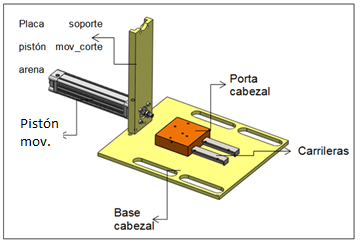 Placa soporte
pistón mov_corte
arena
Pistón
mov.
Porta
cabezal
Carrileras
Base
cabezal